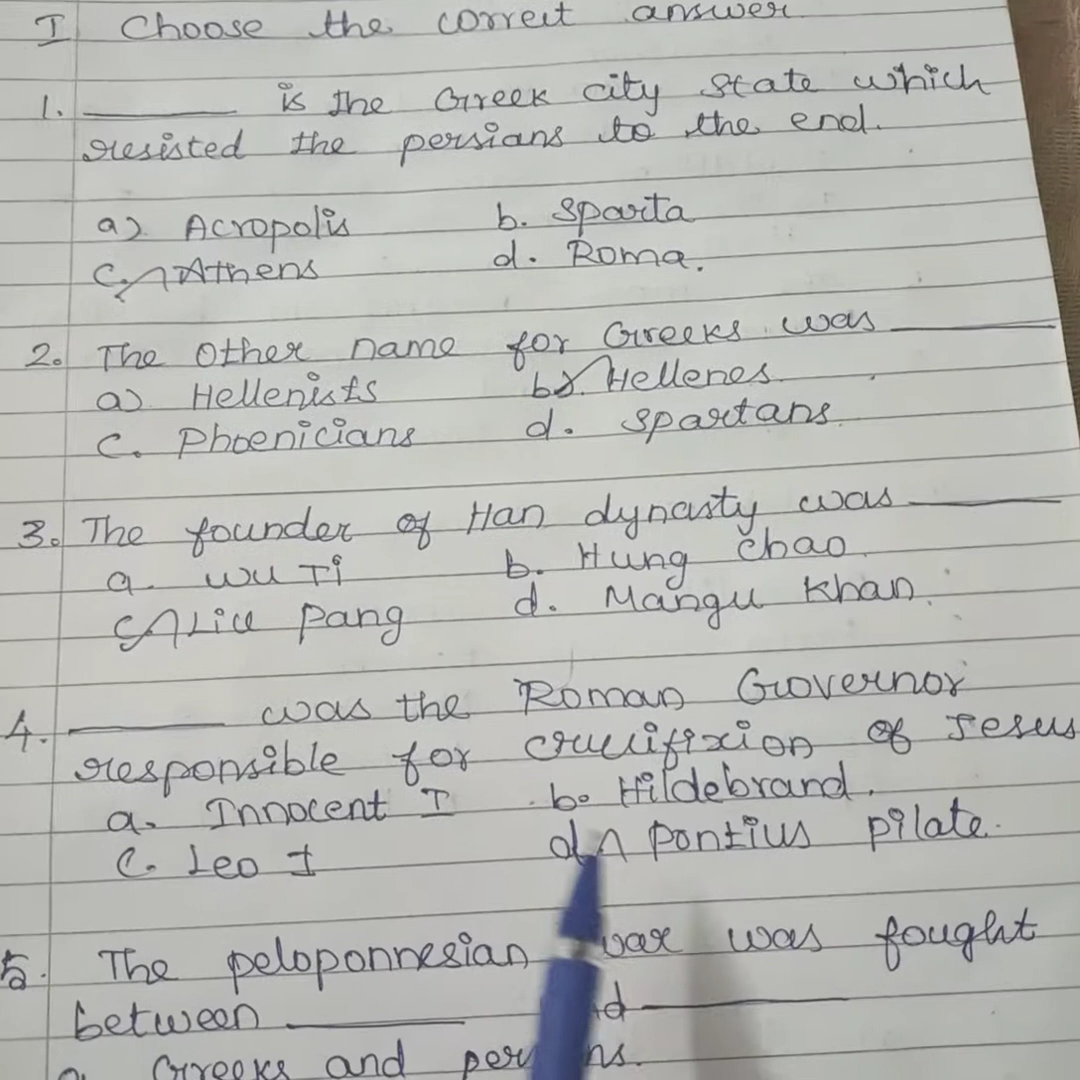 I Choose the correct answer.
1. ______ is the Greek city state which
resisted the persians to the end.
a). Acropolis b. Sparta
c. Athens d. Roma.
2. The Other name for Greeks was ______
a) Hellenists b. Hellenes.
c. Phoenicians d. Spartans.
3. The founder of Han dynasty was ______
a. Wu Ti b. Hung chao.
c. Liu Pang d. Mangu Khan.
4. ______ was the Roman Governor
responsible for crucifixion of Jesus
a. Innocent I b. Hildebrand.
c. Leo I d. Pontius pilate.
5. The peloponnesian war was fought
between ______ ______
a. Greeks and